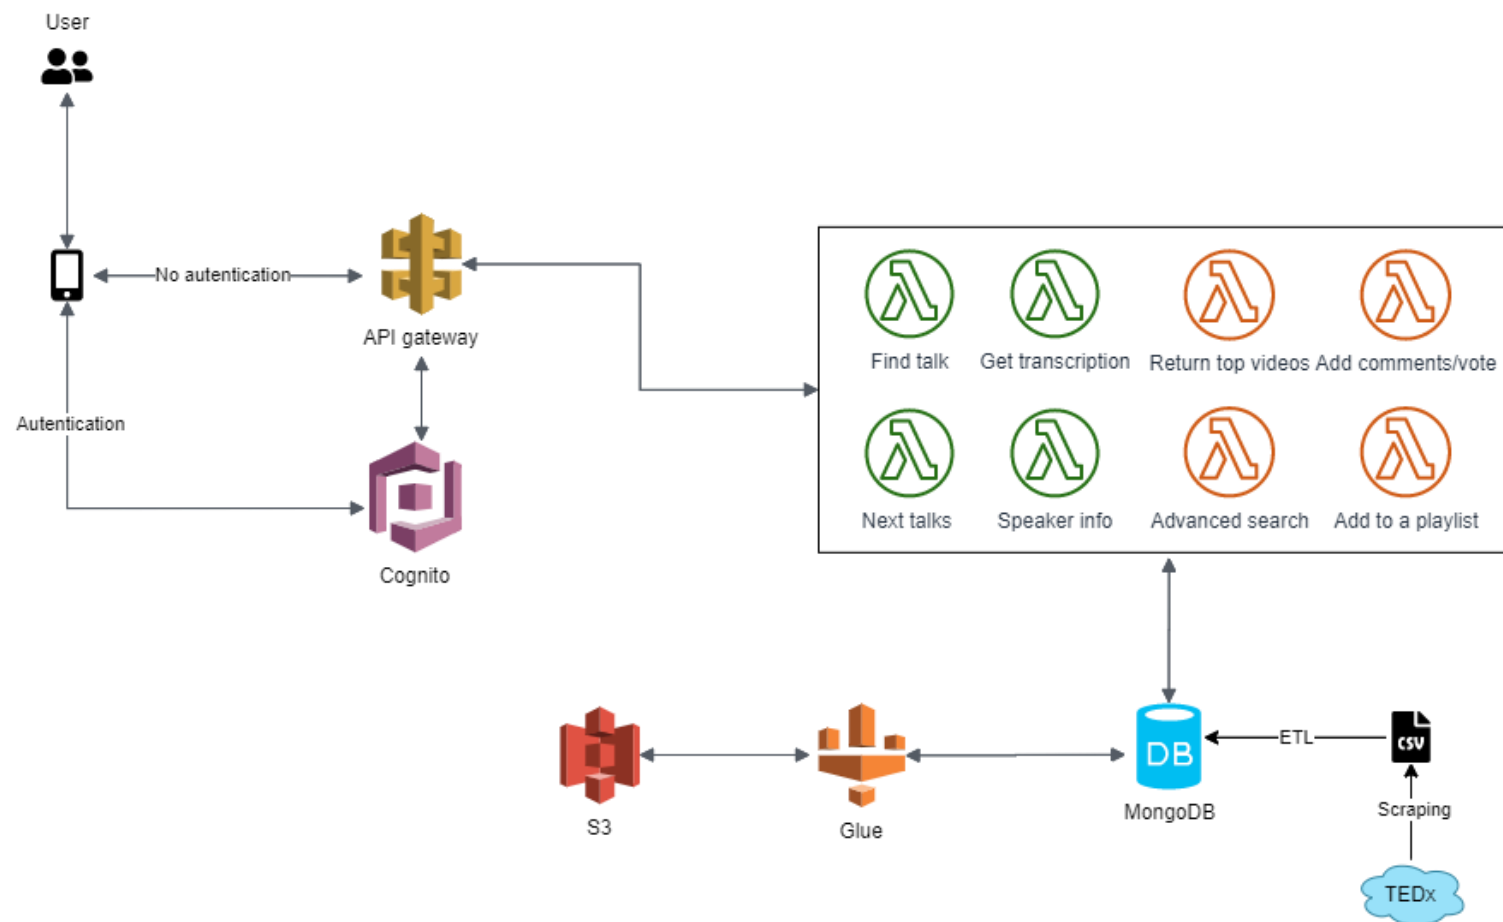 User
No autentication
API gateway
Autentication
Cognito
Find talk
Get transcription
Return top videos
Add comments/vote
Next talks
Speaker info
Advanced search
Add to a playlist
S3
Glue
DB
MongoDB
ETL
CSV
Scraping
TEDx